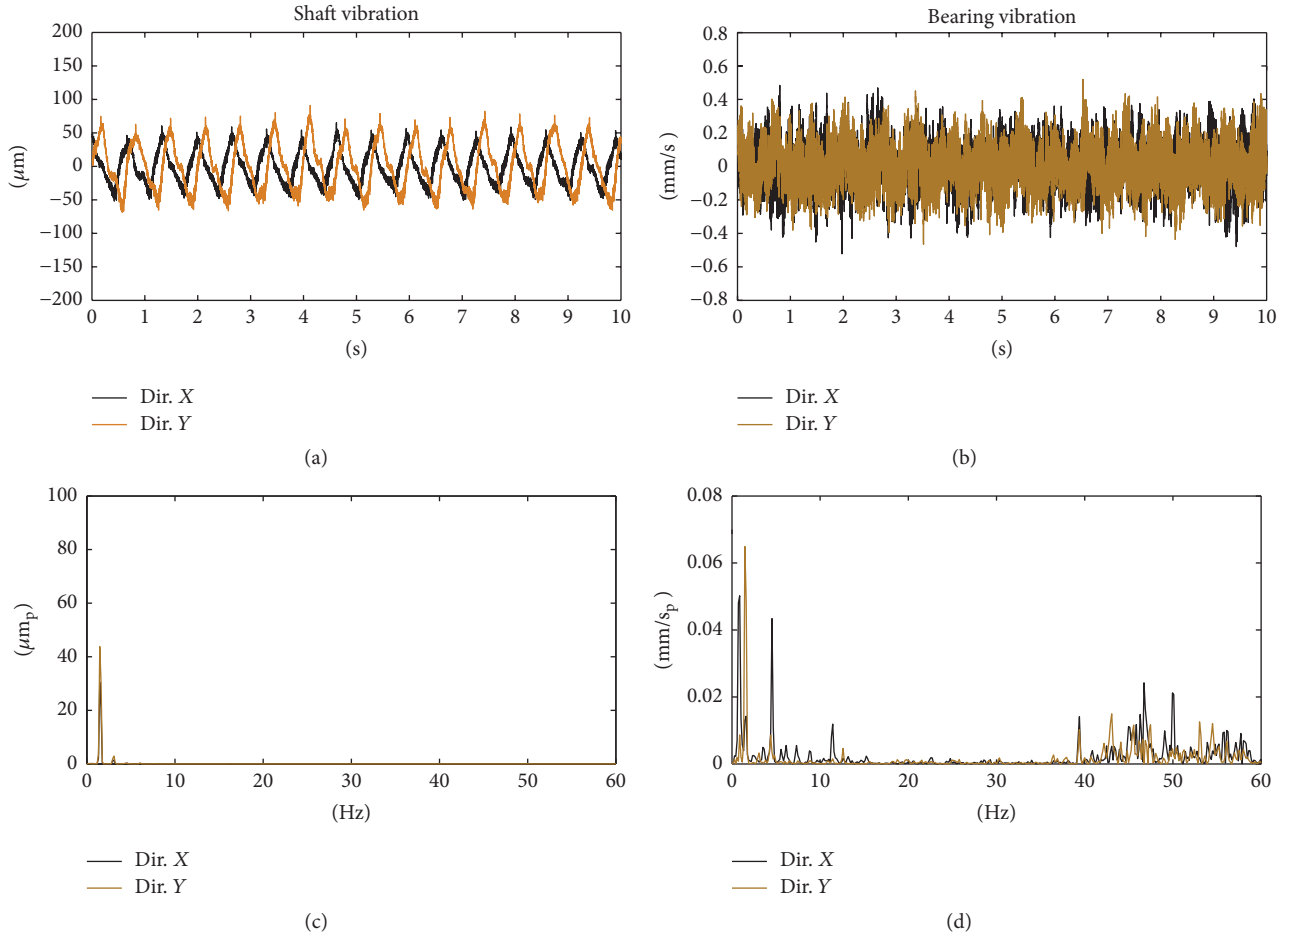 Shaft vibration
200
150
100
50
0
−50
−100
−150
−200
(μm)
0 1 2 3 4 5 6 7 8 9 10
(s)
Dir. X
Dir. Y
(a)
Bearing vibration
0.8
0.6
0.4
0.2
0
−0.2
−0.4
−0.6
−0.8
(mm/s)
0 1 2 3 4 5 6 7 8 9 10
(s)
Dir. X
Dir. Y
(b)
100
80
60
40
20
0
(μm_p)
0 10 20 30 40 50 60
(Hz)
Dir. X
Dir. Y
(c)
0.08
0.06
0.04
0.02
0
(mm/s_p)
0 10 20 30 40 50 60
(Hz)
Dir. X
Dir. Y
(d)